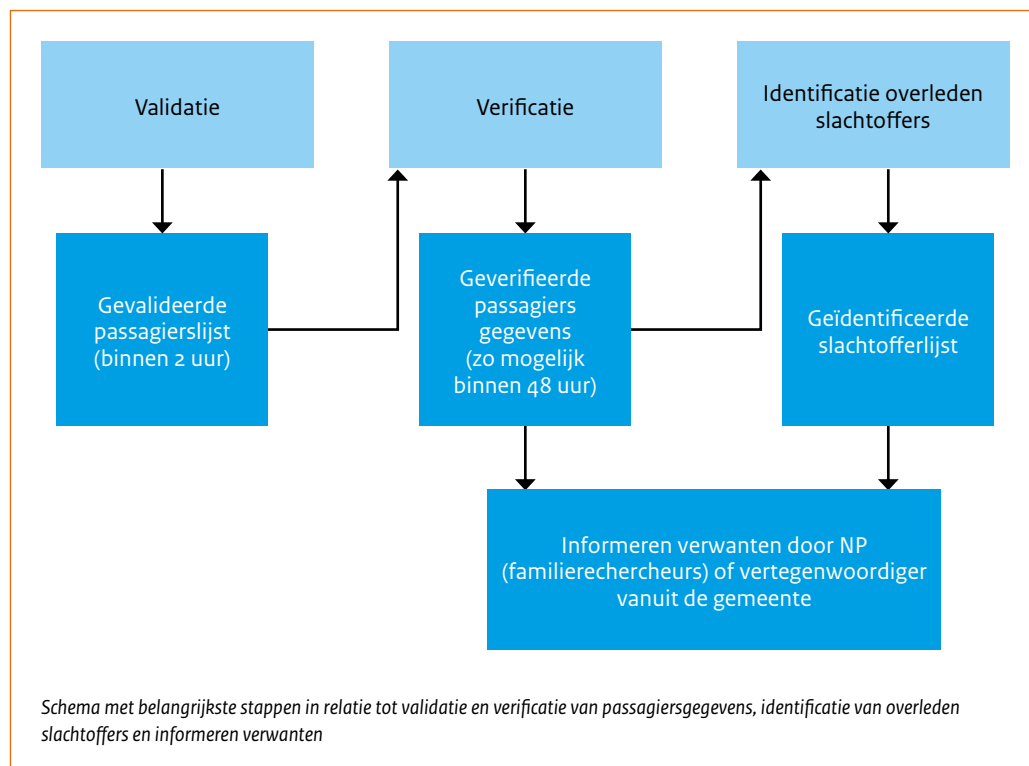 Validatie
Verificatie
Identificatie overleden
slachtoffers
Gevalideerde
passagierslijst
(binnen 2 uur)
Geverifieerde
passagiers
gegevens
(zo mogelijk
binnen 48 uur)
Geïdentificeerde
slachtofferlijst
Informeren verwanten door NP
(familierechercheurs) of vertegenwoordiger
vanuit de gemeente
Schema met belangrijkste stappen in relatie tot validatie en verificatie van passagiersgegevens, identificatie van overleden
slachtoffers en informeren verwanten